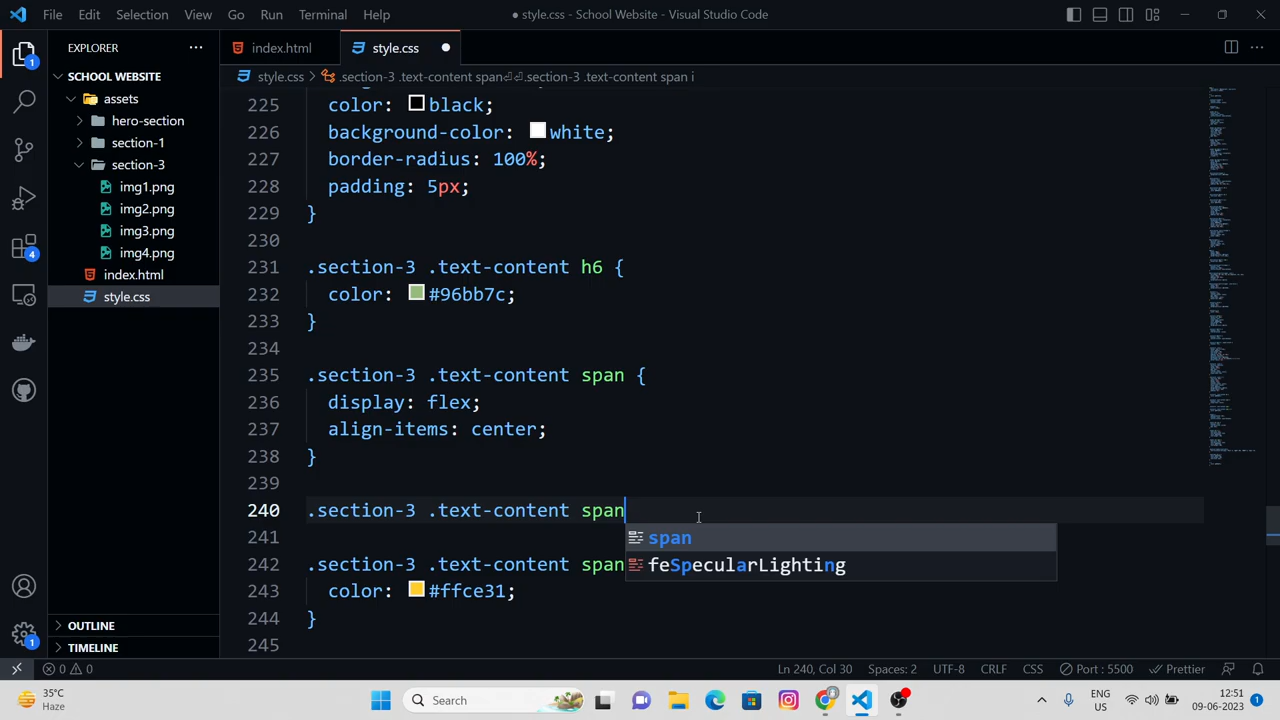 File Edit Selection View Go Run Terminal Help
● style.css - School Website - Visual Studio Code
EXPLORER
index.html
style.css
SCHOOL WEBSITE
assets
hero-section
section-1
section-3
img1.png
img2.png
img3.png
img4.png
index.html
style.css
OUTLINE
TIMELINE
style.css > .section-3 .text-content span⏎⏎.section-3 .text-content span i
225 color: black;
226 background-color: white;
227 border-radius: 100%;
228 padding: 5px;
229 }
230
231 .section-3 .text-content h6 {
232 color: #96bb7c;
233 }
234
235 .section-3 .text-content span {
236 display: flex;
237 align-items: center;
238 }
239
240 .section-3 .text-content span
241
242 .section-3 .text-content span
243 color: #ffce31;
244 }
245
span
feSpecularLighting
1
4
1
0 0
Ln 240, Col 30 Spaces: 2 UTF-8 CRLF CSS Port : 5500 Prettier
35°C
Haze
Search
ENG
US
12:51
09-06-2023
1